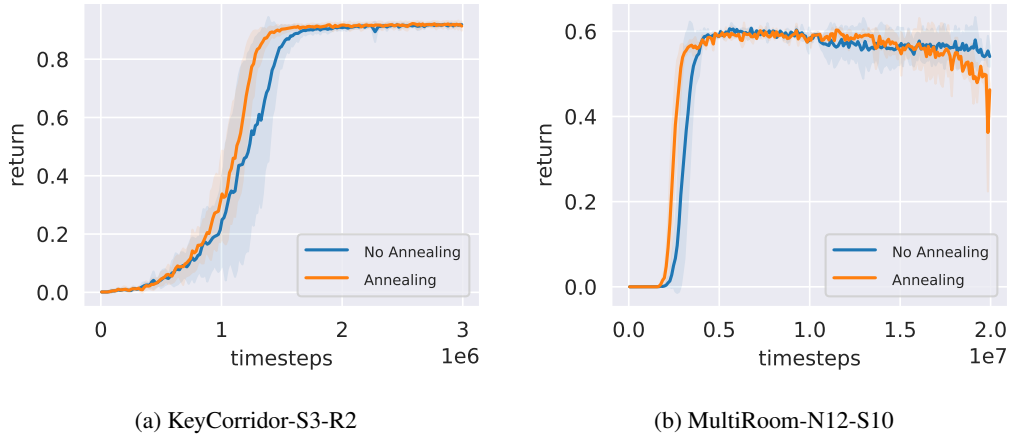 return
0.8
0.6
0.4
0.2
0.0
No Annealing
Annealing
0 1 2 3
1e6
timesteps
(a) KeyCorridor-S3-R2
return
0.6
0.4
0.2
0.0
No Annealing
Annealing
0.0 0.5 1.0 1.5 2.0
1e7
timesteps
(b) MultiRoom-N12-S10